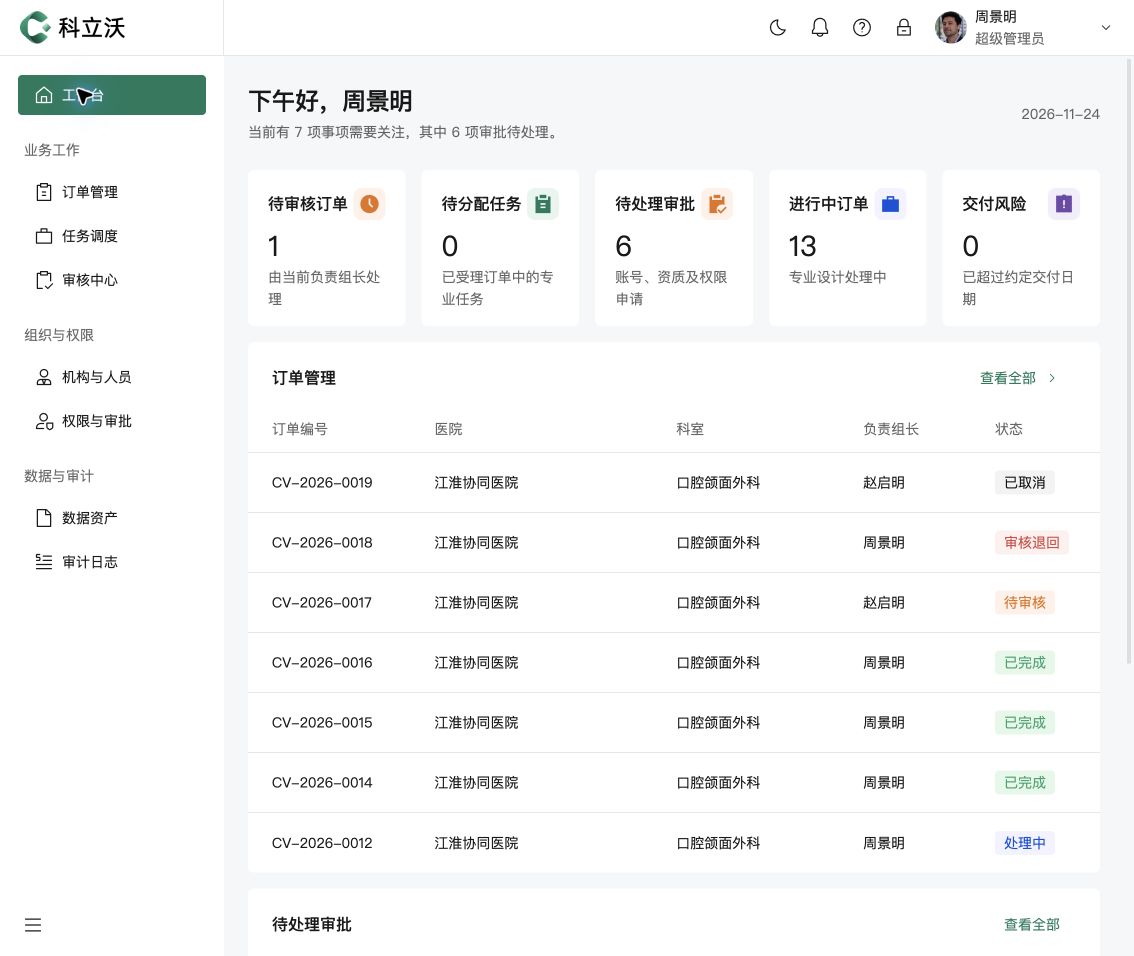 科立沃
周景明
超级管理员
工 台
业务工作
订单管理
任务调度
审核中心
组织与权限
机构与人员
权限与审批
数据与审计
数据资产
审计日志
下午好，周景明
当前有 7 项事项需要关注，其中 6 项审批待处理。
2026-11-24
待审核订单
1
由当前负责组长处
理
待分配任务
0
已受理订单中的专
业任务
待处理审批
6
账号、资质及权限
申请
进行中订单
13
专业设计处理中
交付风险
0
已超过约定交付日
期
订单管理 查看全部
订单编号 医院 科室 负责组长 状态
CV-2026-0019 江淮协同医院 口腔颌面外科 赵启明 已取消
CV-2026-0018 江淮协同医院 口腔颌面外科 周景明 审核退回
CV-2026-0017 江淮协同医院 口腔颌面外科 赵启明 待审核
CV-2026-0016 江淮协同医院 口腔颌面外科 周景明 已完成
CV-2026-0015 江淮协同医院 口腔颌面外科 周景明 已完成
CV-2026-0014 江淮协同医院 口腔颌面外科 周景明 已完成
CV-2026-0012 江淮协同医院 口腔颌面外科 周景明 处理中
待处理审批 查看全部